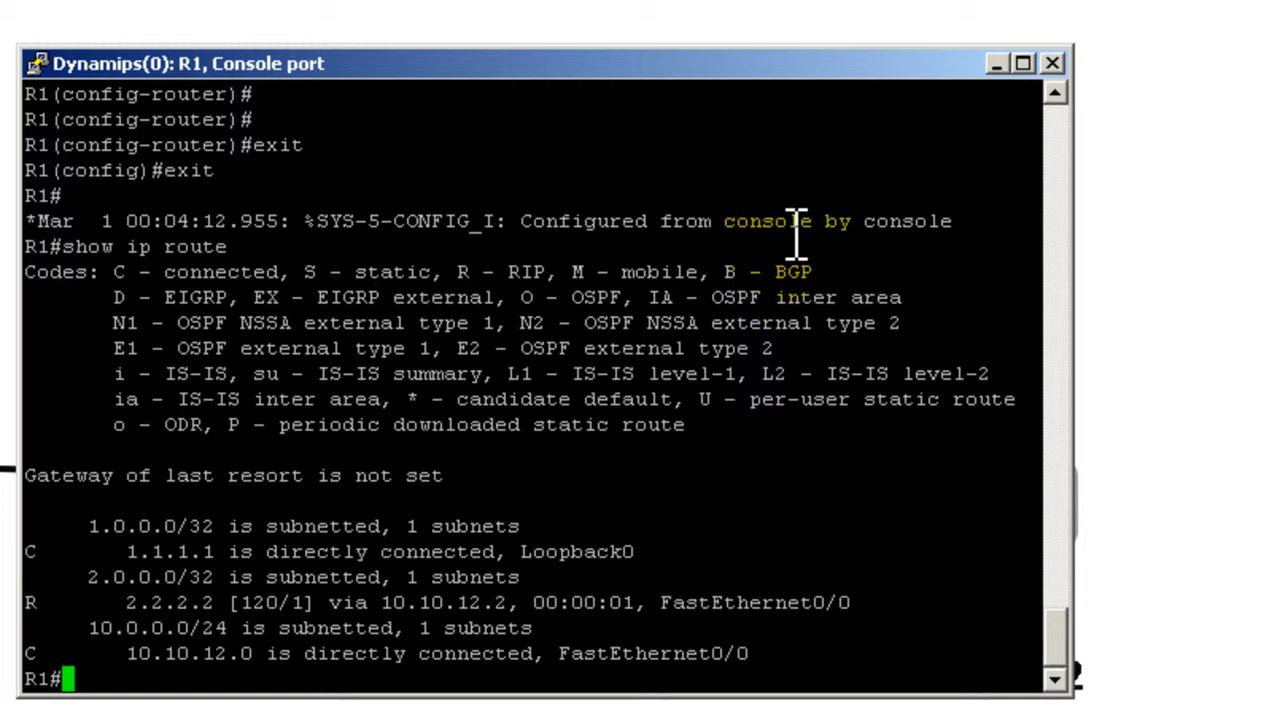 Dynamips(0): R1, Console port
R1(config-router)#
R1(config-router)#
R1(config-router)#exit
R1(config)#exit
R1#
*Mar  1 00:04:12.955: %SYS-5-CONFIG_I: Configured from console by console
R1#show ip route
Codes: C - connected, S - static, R - RIP, M - mobile, B - BGP
       D - EIGRP, EX - EIGRP external, O - OSPF, IA - OSPF inter area
       N1 - OSPF NSSA external type 1, N2 - OSPF NSSA external type 2
       E1 - OSPF external type 1, E2 - OSPF external type 2
       i - IS-IS, su - IS-IS summary, L1 - IS-IS level-1, L2 - IS-IS level-2
       ia - IS-IS inter area, * - candidate default, U - per-user static route
       o - ODR, P - periodic downloaded static route
Gateway of last resort is not set
     1.0.0.0/32 is subnetted, 1 subnets
C       1.1.1.1 is directly connected, Loopback0
     2.0.0.0/32 is subnetted, 1 subnets
R       2.2.2.2 [120/1] via 10.10.12.2, 00:00:01, FastEthernet0/0
     10.0.0.0/24 is subnetted, 1 subnets
C       10.10.12.0 is directly connected, FastEthernet0/0
R1#